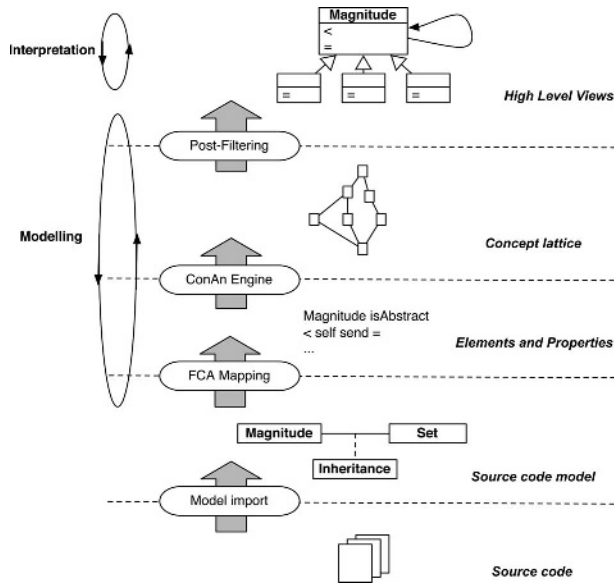 Magnitude
<
=
Interpretation
= = =
High Level Views
Post-Filtering
Modelling
Concept lattice
ConAn Engine
Magnitude isAbstract
< self send =
...
Elements and Properties
FCA Mapping
Magnitude Set
Inheritance
Source code model
Model import
Source code